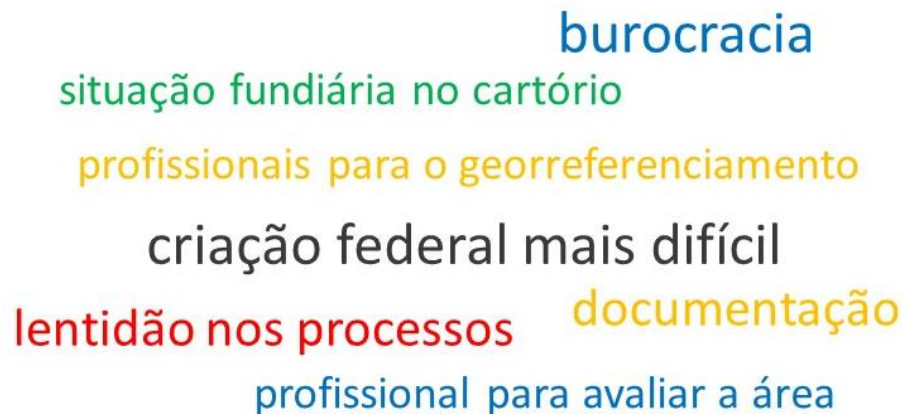 burocracia
situação fundiária no cartório
profissionais para o georreferenciamento
criação federal mais difícil
documentação
lentidão nos processos
profissional para avaliar a área